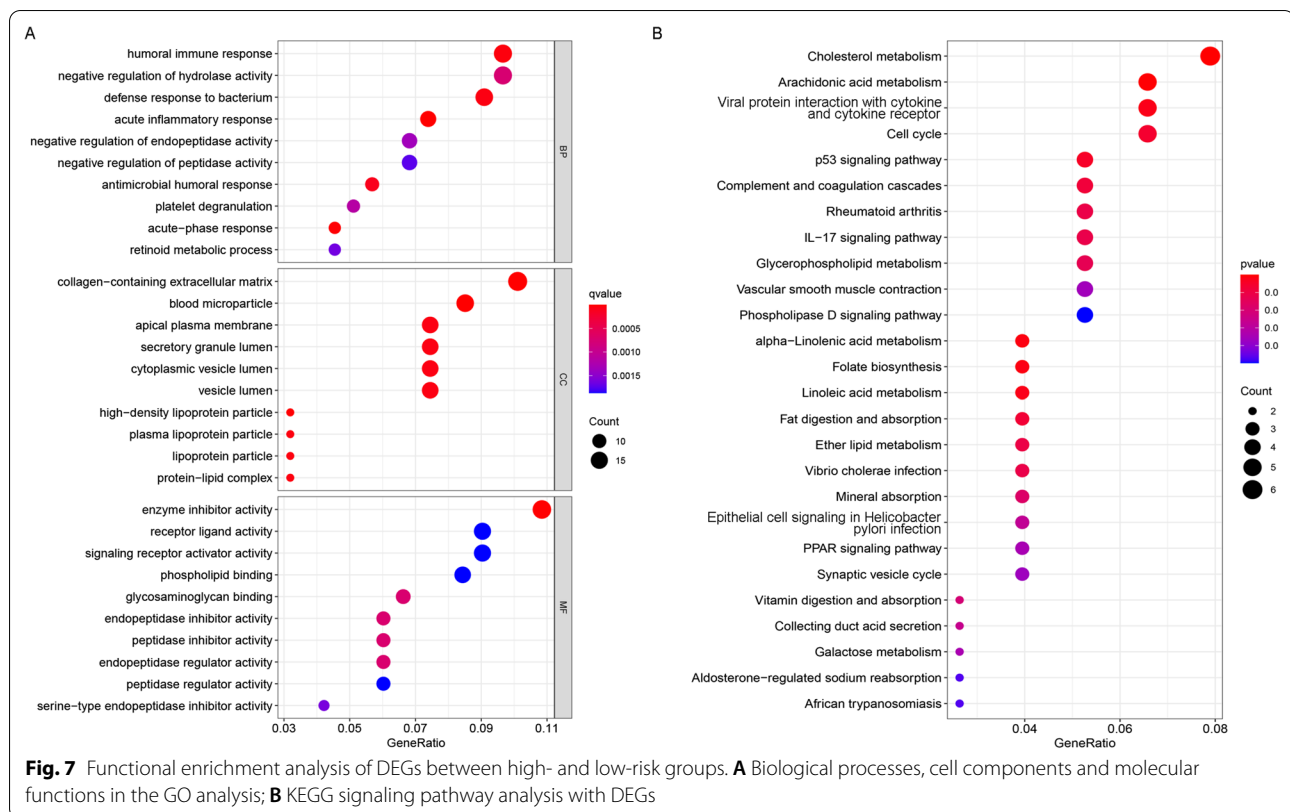 A
humoral immune response
negative regulation of hydrolase activity
defense response to bacterium
acute inflammatory response
negative regulation of endopeptidase activity
negative regulation of peptidase activity
antimicrobial humoral response
platelet degranulation
acute−phase response
retinoid metabolic process
BP
collagen−containing extracellular matrix
blood microparticle
apical plasma membrane
secretory granule lumen
cytoplasmic vesicle lumen
vesicle lumen
high−density lipoprotein particle
plasma lipoprotein particle
lipoprotein particle
protein−lipid complex
CC
enzyme inhibitor activity
receptor ligand activity
signaling receptor activator activity
phospholipid binding
glycosaminoglycan binding
endopeptidase inhibitor activity
peptidase inhibitor activity
endopeptidase regulator activity
peptidase regulator activity
serine−type endopeptidase inhibitor activity
MF
0.03 0.05 0.07 0.09 0.11
GeneRatio
qvalue
0.0005
0.0010
0.0015
Count
10
15
B
Cholesterol metabolism
Arachidonic acid metabolism
Viral protein interaction with cytokine
and cytokine receptor
Cell cycle
p53 signaling pathway
Complement and coagulation cascades
Rheumatoid arthritis
IL−17 signaling pathway
Glycerophospholipid metabolism
Vascular smooth muscle contraction
Phospholipase D signaling pathway
alpha−Linolenic acid metabolism
Folate biosynthesis
Linoleic acid metabolism
Fat digestion and absorption
Ether lipid metabolism
Vibrio cholerae infection
Mineral absorption
Epithelial cell signaling in Helicobacter
pylori infection
PPAR signaling pathway
Synaptic vesicle cycle
Vitamin digestion and absorption
Collecting duct acid secretion
Galactose metabolism
Aldosterone−regulated sodium reabsorption
African trypanosomiasis
0.04 0.06 0.08
GeneRatio
pvalue
0.0
0.0
0.0
0.0
Count
2
3
4
5
6
Fig. 7 Functional enrichment analysis of DEGs between high- and low-risk groups. A Biological processes, cell components and molecular
functions in the GO analysis; B KEGG signaling pathway analysis with DEGs